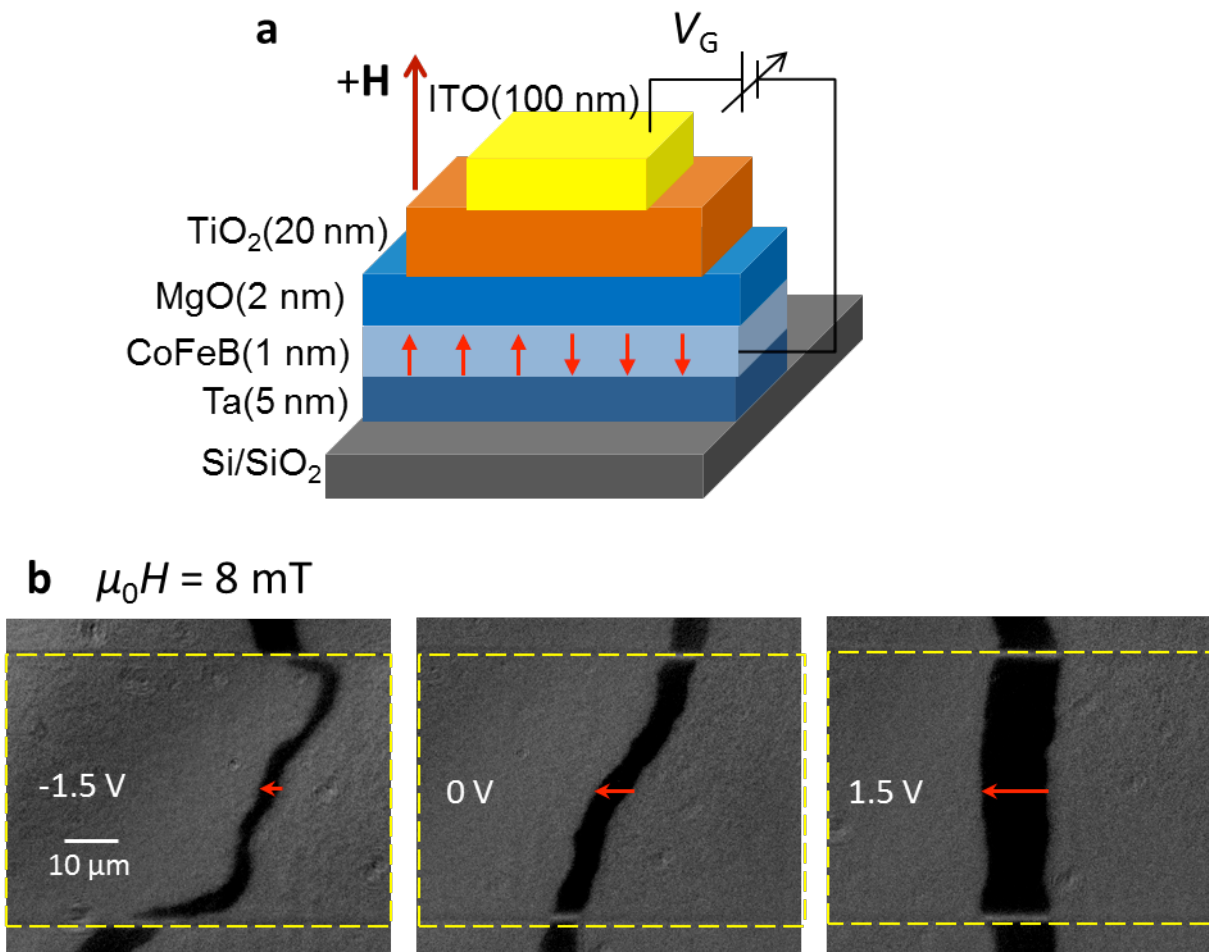 a
V_G
+H
ITO(100 nm)
TiO₂(20 nm)
MgO(2 nm)
CoFeB(1 nm)
Ta(5 nm)
Si/SiO₂
b μ₀H = 8 mT
-1.5 V
0 V
1.5 V
10 μm